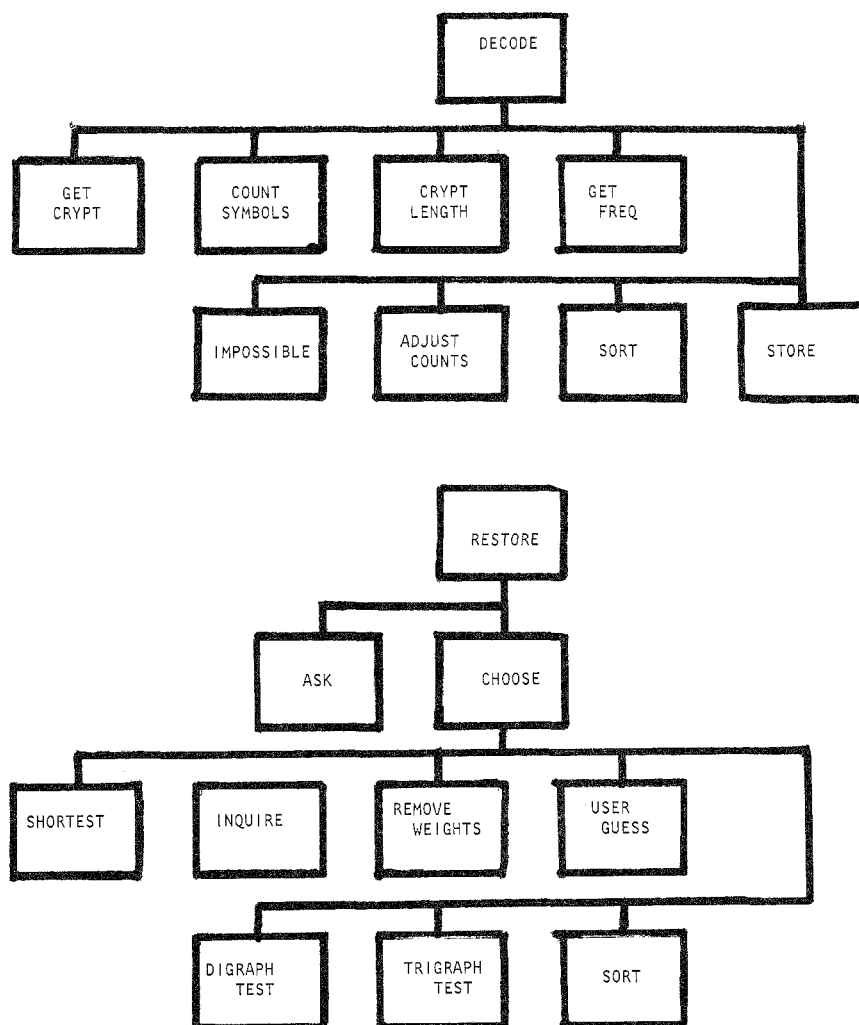 DECODE
GET
CRYPT
COUNT
SYMBOLS
CRYPT
LENGTH
GET
FREQ
IMPOSSIBLE
ADJUST
COUNTS
SORT
STORE
RESTORE
ASK
CHOOSE
SHORTEST
INQUIRE
REMOVE
WEIGHTS
USER
GUESS
DIGRAPH
TEST
TRIGRAPH
TEST
SORT